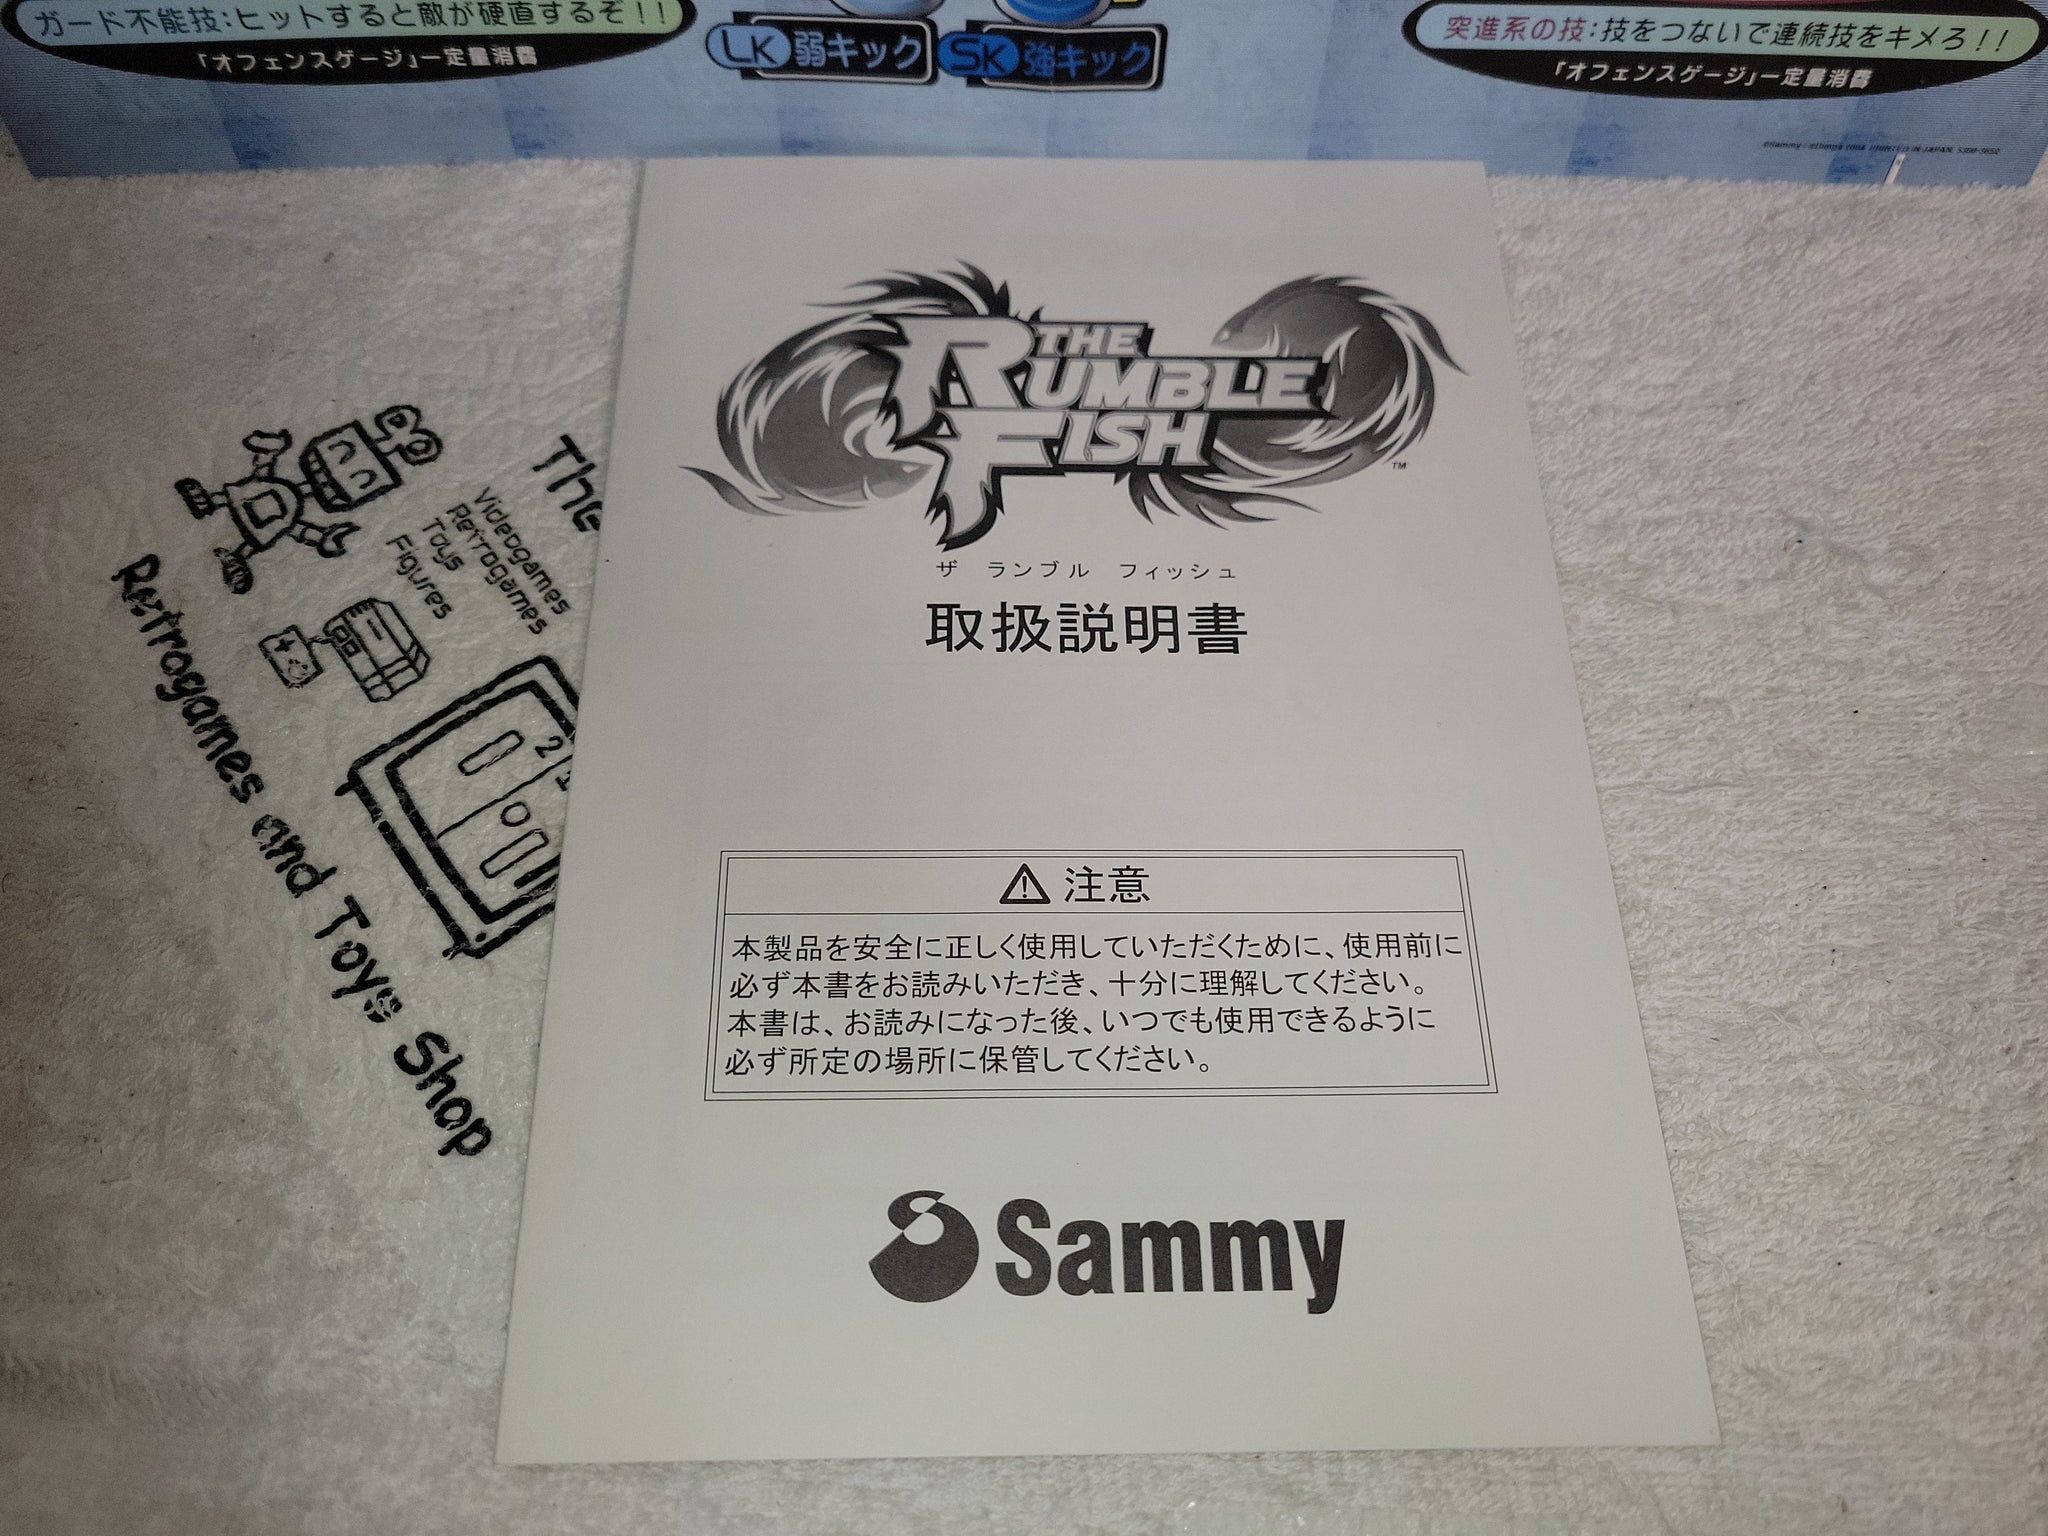 ガード不能技:ヒットすると敵が硬直するぞ!!
「オフェンスゲージ」一定量消費
LK 弱キック
SK 強キック
突進系の技:技をつないで連続技をキメろ!!
「オフェンスゲージ」一定量消費
THE
RUMBLE
FISH
TM
ザ ランブル フィッシュ
取扱説明書
注意
本製品を安全に正しく使用していただくために、使用前に
必ず本書をお読みいただき、十分に理解してください。
本書は、お読みになった後、いつでも使用できるように
必ず所定の場所に保管してください。
Sammy
The
Videogames
Retrogames
Toys
Figures
2
Retrogames and Toys Shop